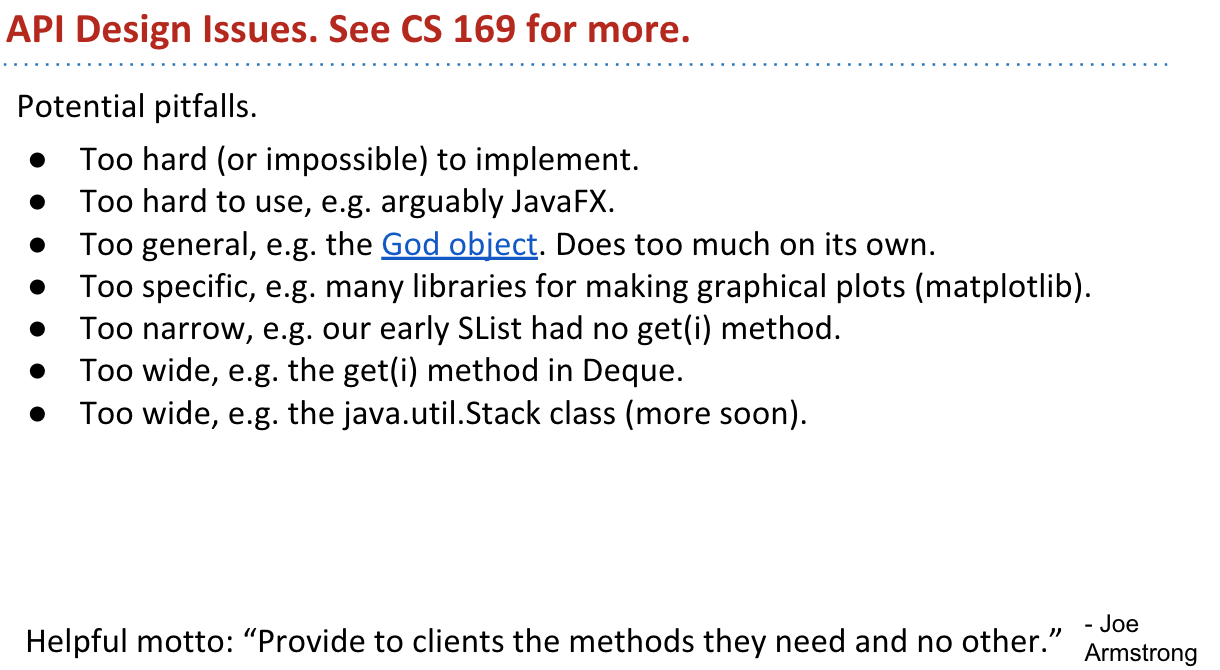 API Design Issues. See CS 169 for more.
Potential pitfalls.
● Too hard (or impossible) to implement.
● Too hard to use, e.g. arguably JavaFX.
● Too general, e.g. the God object. Does too much on its own.
● Too specific, e.g. many libraries for making graphical plots (matplotlib).
● Too narrow, e.g. our early SList had no get(i) method.
● Too wide, e.g. the get(i) method in Deque.
● Too wide, e.g. the java.util.Stack class (more soon).
Helpful motto: “Provide to clients the methods they need and no other.”
- Joe
Armstrong